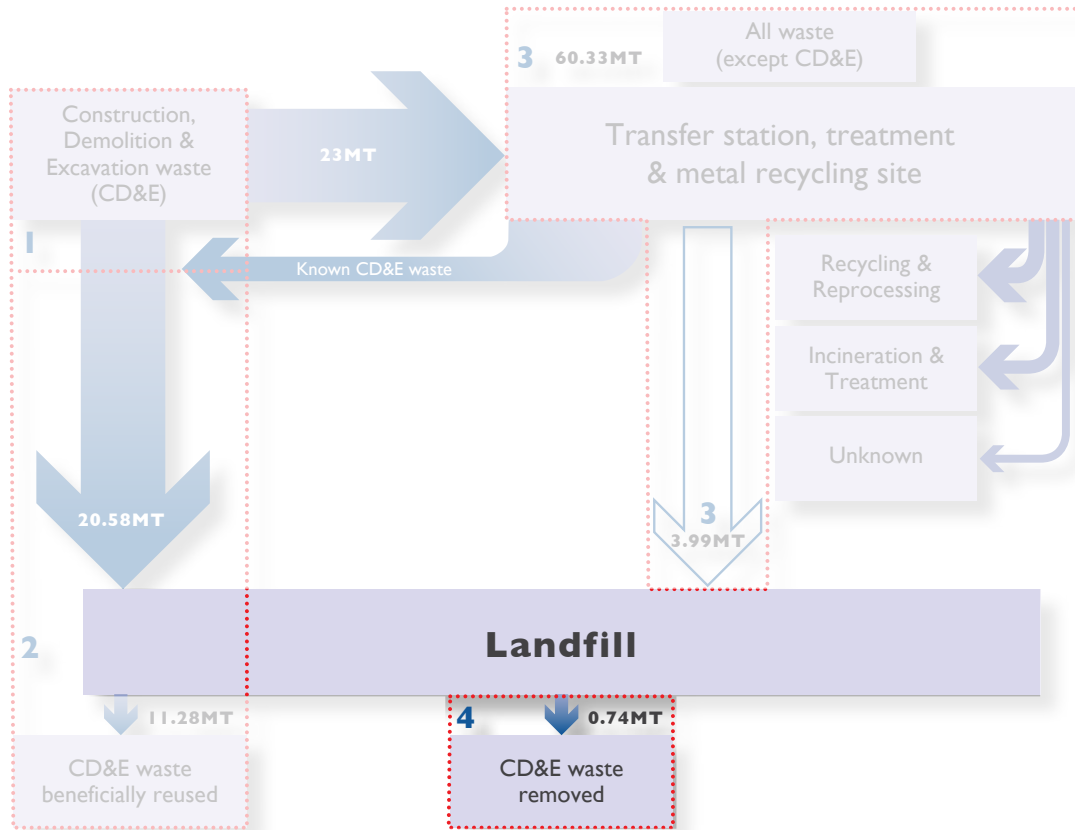 All waste
(except CD&E)
3
60.33MT
Construction,
Demolition &
Excavation waste
(CD&E)
23MT
Transfer station, treatment
& metal recycling site
1
Known CD&E waste
Recycling &
Reprocessing
Incineration &
Treatment
Unknown
20.58MT
3
3.99MT
2
Landfill
11.28MT
4
0.74MT
CD&E waste
beneficially reused
CD&E waste
removed